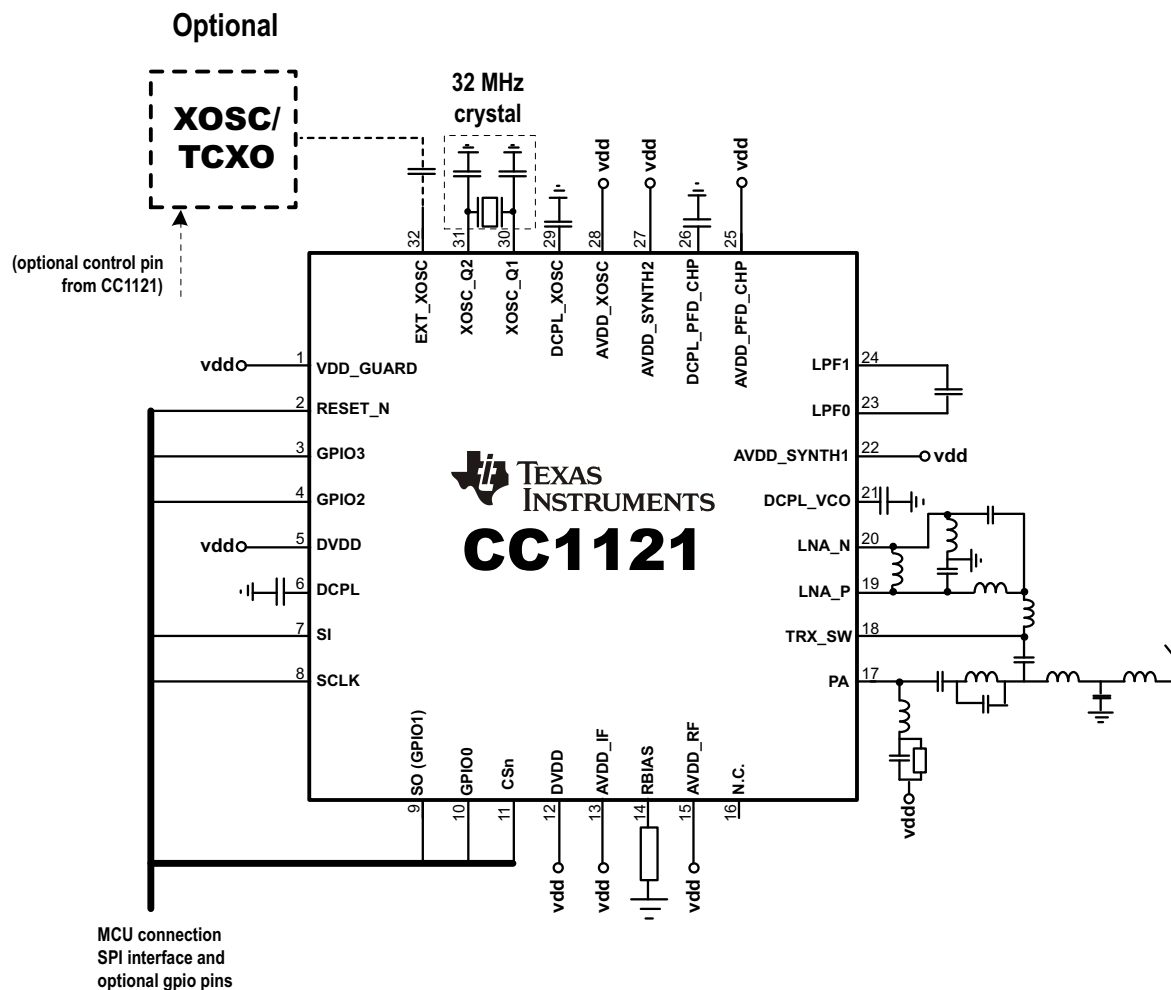 Optional
XOSC/
TCXO
32 MHz
crystal
vdd
vdd
vdd
32
31
30
29
28
27
26
25
(optional control pin
from CC1121)
EXT_XOSC
XOSC_Q2
XOSC_Q1
DCPL_XOSC
AVDD_XOSC
AVDD_SYNTH2
DCPL_PFD_CHP
AVDD_PFD_CHP
vdd 1 VDD_GUARD
2 RESET_N
3 GPIO3
4 GPIO2
vdd 5 DVDD
6 DCPL
7 SI
8 SCLK
LPF1 24
LPF0 23
AVDD_SYNTH1 22 vdd
DCPL_VCO 21
LNA_N 20
LNA_P 19
TRX_SW 18
PA 17
TEXAS
INSTRUMENTS
CC1121
SO (GPIO1)
GPIO0
CSn
DVDD
AVDD_IF
RBIAS
AVDD_RF
N.C.
9
10
11
12
13
14
15
16
vdd
vdd
vdd
vdd
MCU connection
SPI interface and
optional gpio pins